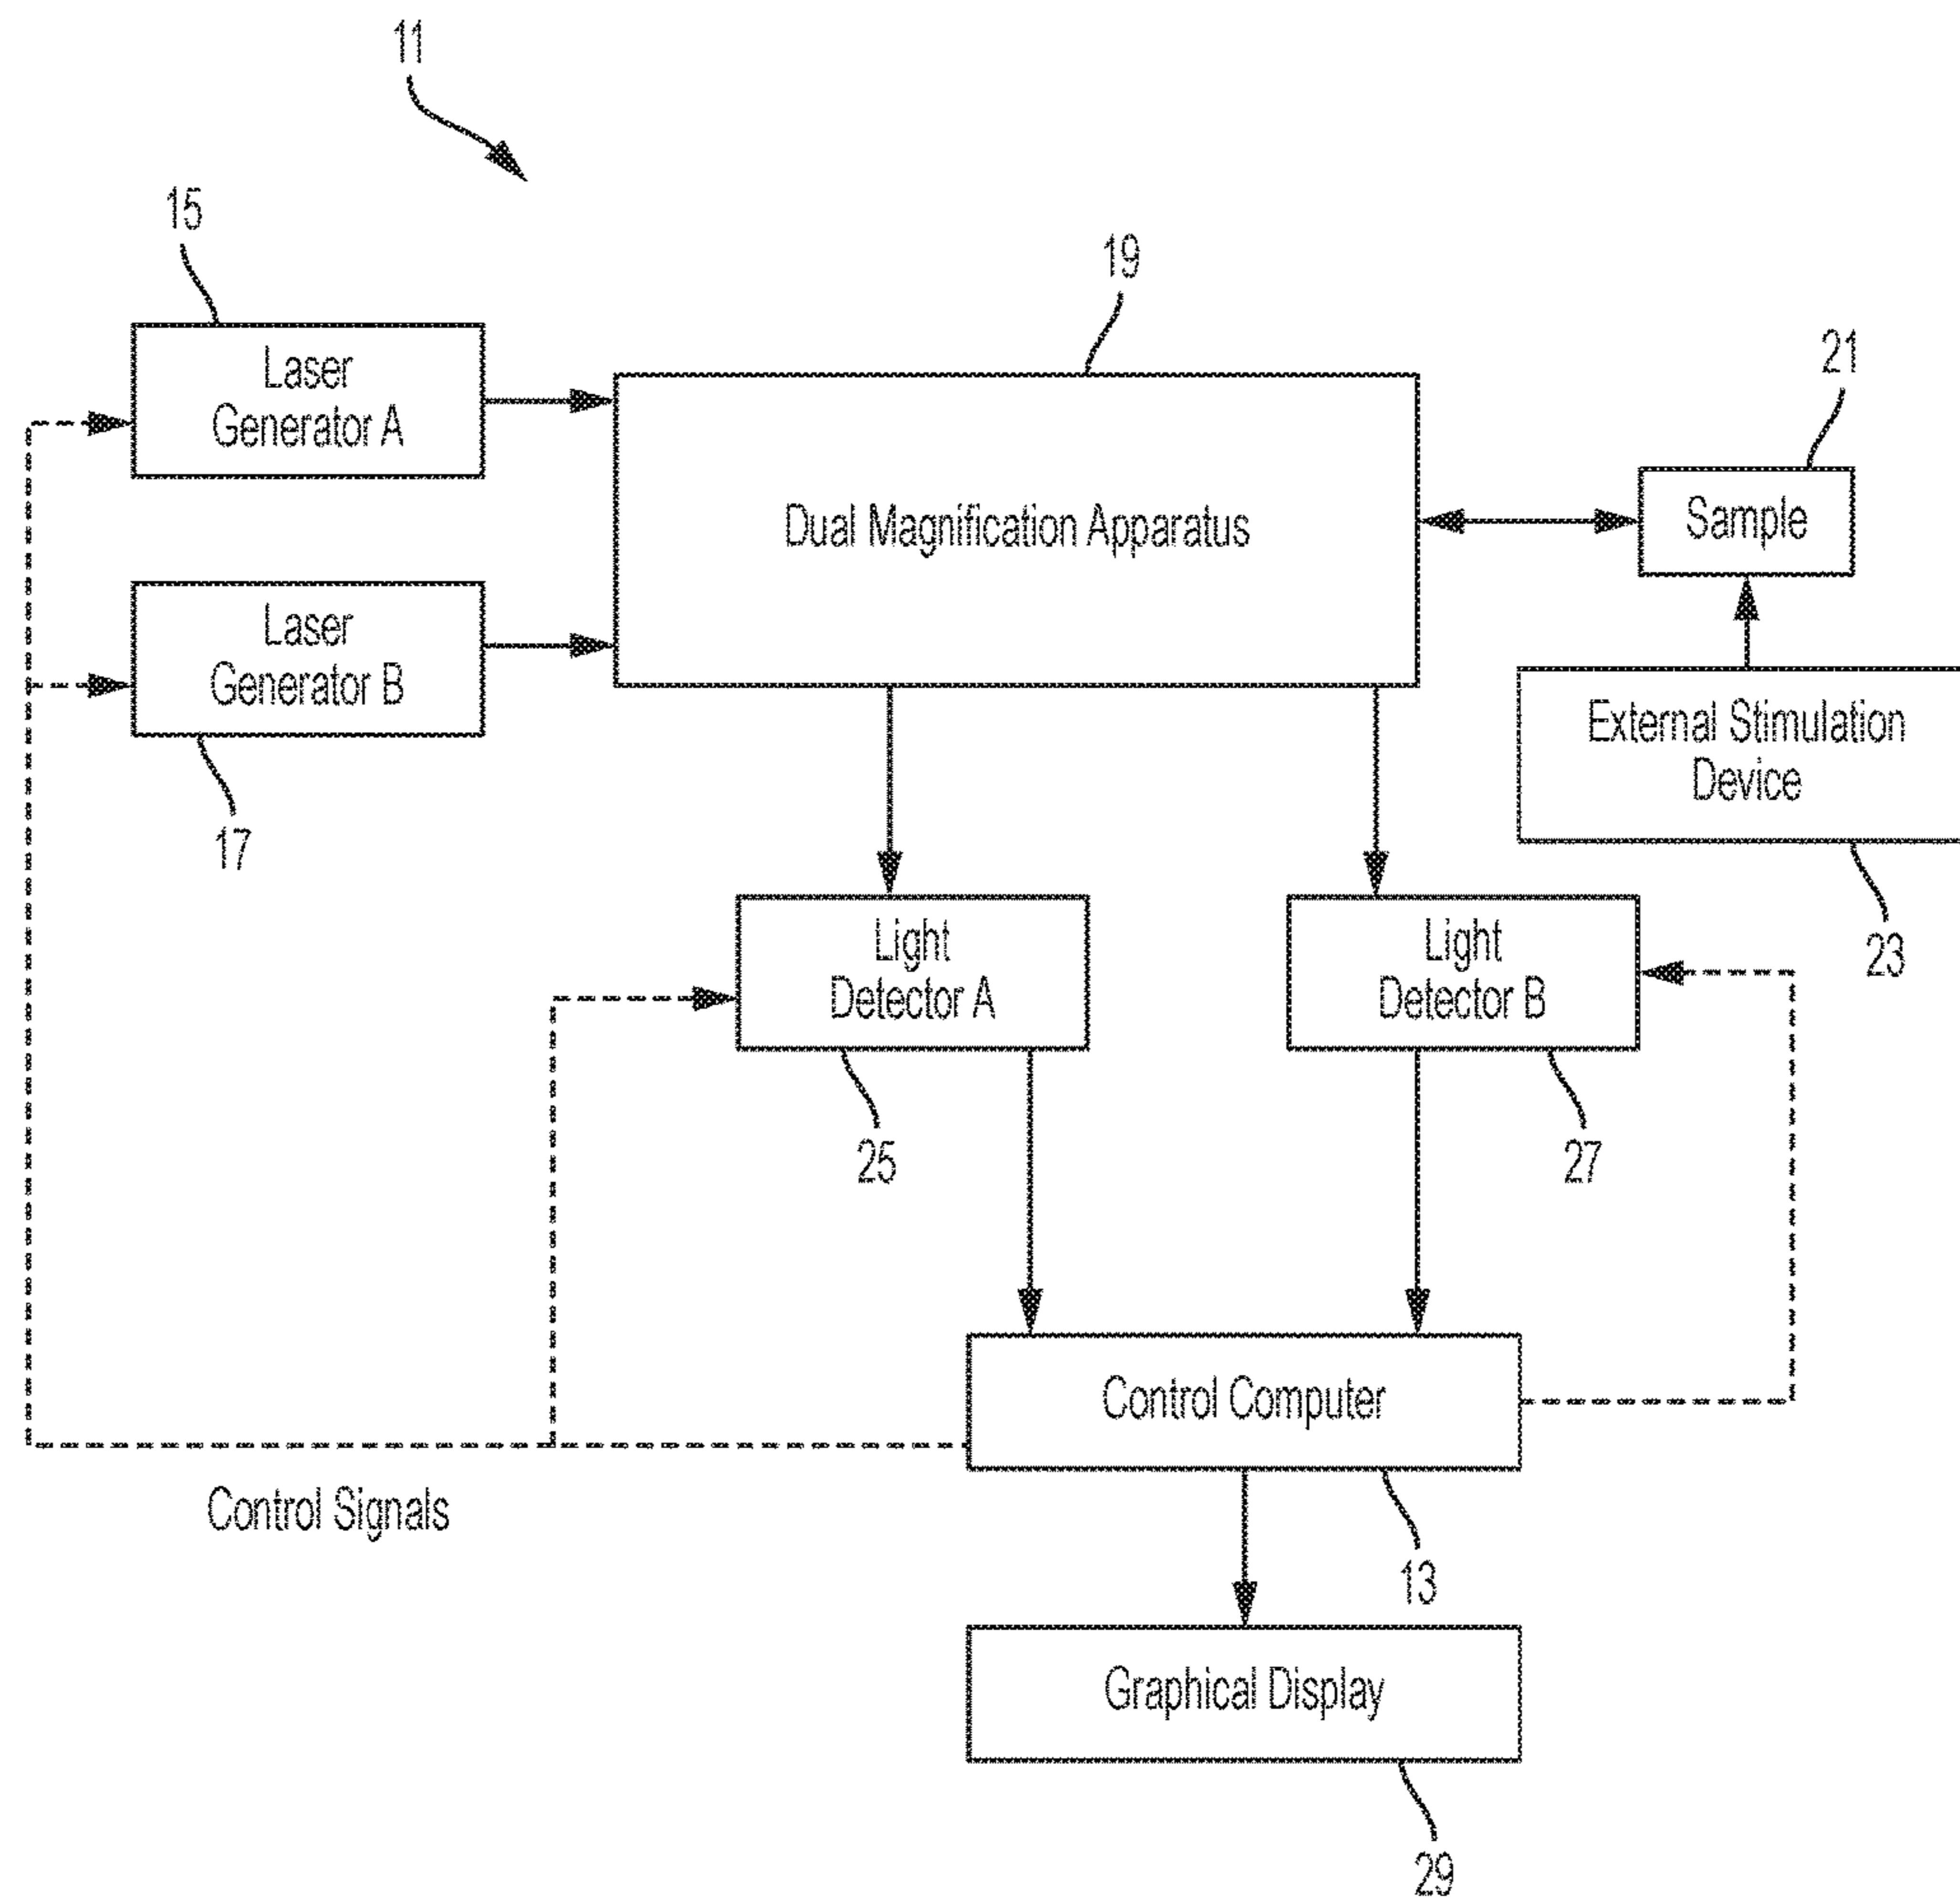 11
15
19
21
Laser
Generator A
Dual Magnification Apparatus
Sample
Laser
Generator B
17
External Stimulation
Device
23
Light
Detector A
Light
Detector B
25
27
Control Computer
Control Signals
13
Graphical Display
29